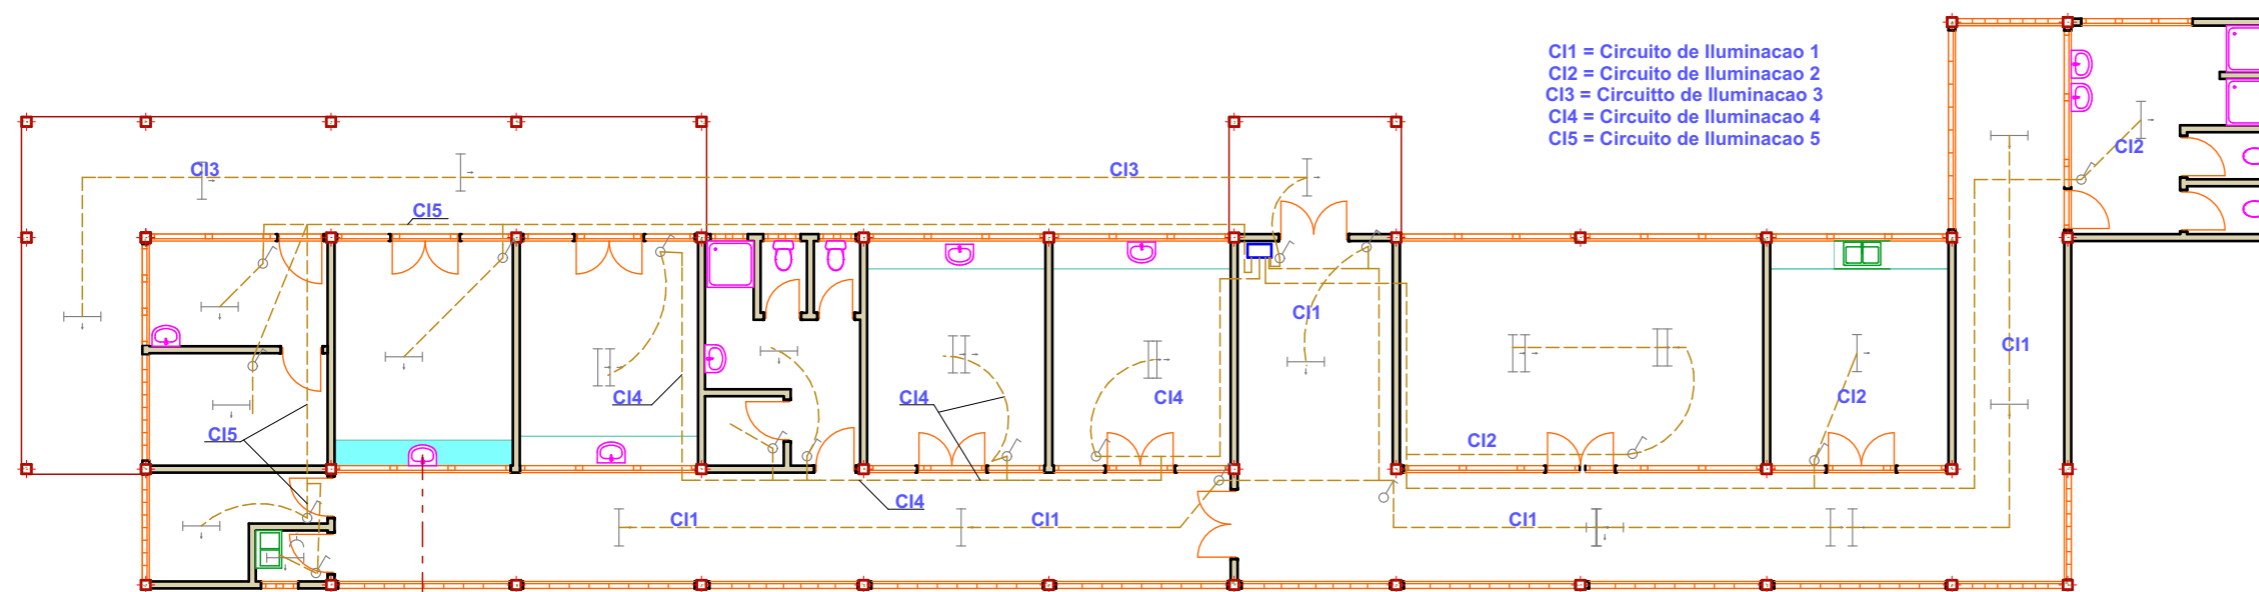 CI1 = Circuito de Iluminacao 1
CI2 = Circuito de Iluminacao 2
CI3 = Circuitto de Iluminacao 3
CI4 = Circuito de Iluminacao 4
CI5 = Circuito de Iluminacao 5
CI3
CI3
CI2
CI5
CI1
CI1
CI4
CI4
CI4
CI2
CI5
CI2
CI4
CI1
CI1
CI1